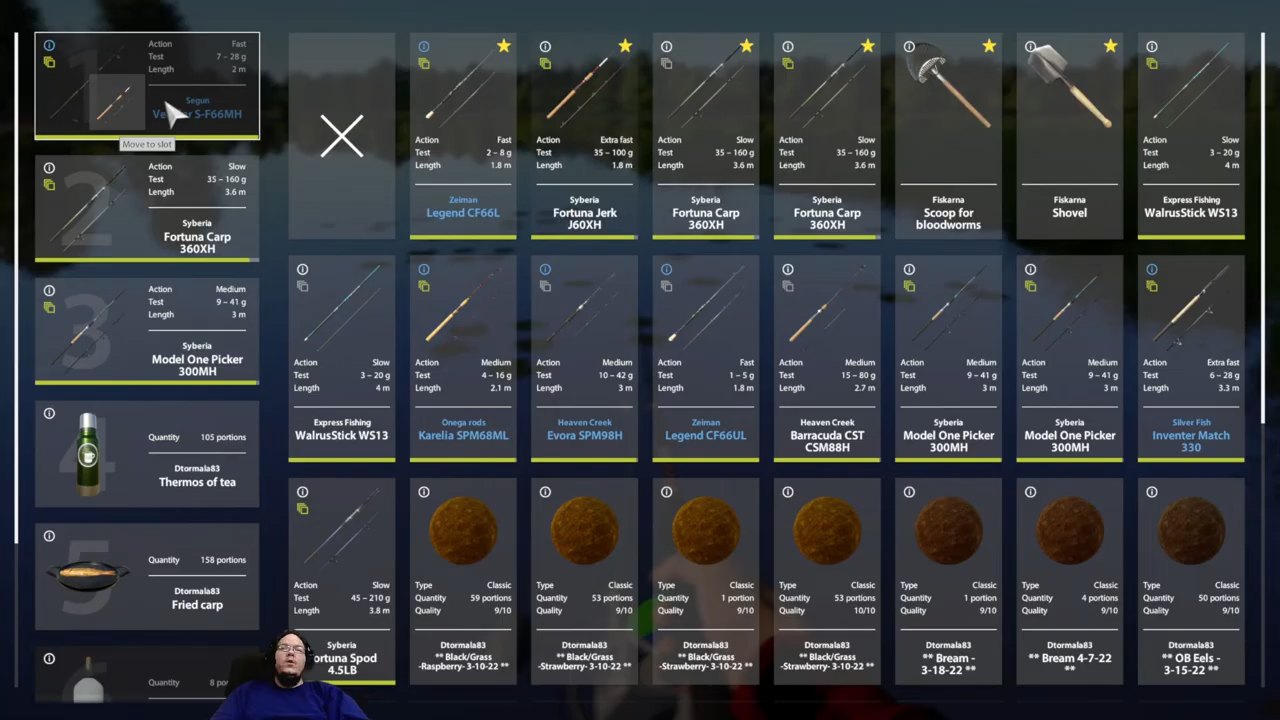 1
Action Fast
Test 7 – 28 g
Length 2 m
Segun
S-F66MH
Move to slot
2
Action Slow
Test 35 – 160 g
Length 3.6 m
Syberia
Fortuna Carp
360XH
3
Action Medium
Test 9 – 41 g
Length 3 m
Syberia
Model One Picker
300MH
4
Quantity 105 portions
Dtormala83
Thermos of tea
5
Quantity 158 portions
Dtormala83
Fried carp
Quantity
Action Fast
Test 2 – 8 g
Length 1.8 m
Zeiman
Legend CF66L
Action Extra fast
Test 35 – 100 g
Length 1.8 m
Syberia
Fortuna Jerk
J60XH
Action Slow
Test 35 – 160 g
Length 3.6 m
Syberia
Fortuna Carp
360XH
Action Slow
Test 35 – 160 g
Length 3.6 m
Syberia
Fortuna Carp
360XH
Fiskarna
Scoop for
bloodworms
Fiskarna
Shovel
Action Slow
Test 3 – 20 g
Length 4 m
Express Fishing
WalrusStick WS13
Action Slow
Test 3 – 20 g
Length 4 m
Express Fishing
WalrusStick WS13
Action Medium
Test 4 – 16 g
Length 2.1 m
Onega rods
Karelia SPM68ML
Action Medium
Test 10 – 42 g
Length 3 m
Heaven Creek
Evora SPM98H
Action Fast
Test 1 – 5 g
Length 1.8 m
Zeiman
Legend CF66UL
Action Medium
Test 15 – 80 g
Length 2.7 m
Heaven Creek
Barracuda CST
CSM88H
Action Medium
Test 9 – 41 g
Length 3 m
Syberia
Model One Picker
300MH
Action Medium
Test 9 – 41 g
Length 3 m
Syberia
Model One Picker
300MH
Action Extra fast
Test 6 – 28 g
Length 3.3 m
Silver Fish
Inventer Match
330
Action Slow
Test 45 – 210 g
Length 3.8 m
Syberia
Fortuna Spod
4.5LB
Type Classic
Quantity 59 portions
Quality 9/10
Dtormala83
** Black/Grass
-Raspberry- 3-10-22 **
Type Classic
Quantity 53 portions
Quality 9/10
Dtormala83
** Black/Grass
-Strawberry- 3-10-22 **
Type Classic
Quantity 1 portion
Quality 9/10
Dtormala83
** Black/Grass
-Strawberry- 3-10-22 **
Type Classic
Quantity 53 portions
Quality 10/10
Dtormala83
** Black/Grass
-Strawberry- 3-10-22 **
Type Classic
Quantity 1 portion
Quality 9/10
Dtormala83
** Bream -
3-18-22 **
Type Classic
Quantity 4 portions
Quality 9/10
Dtormala83
** Bream 4-7-22
**
Type Classic
Quantity 50 portions
Quality 9/10
Dtormala83
** OB Eels -
3-15-22 **